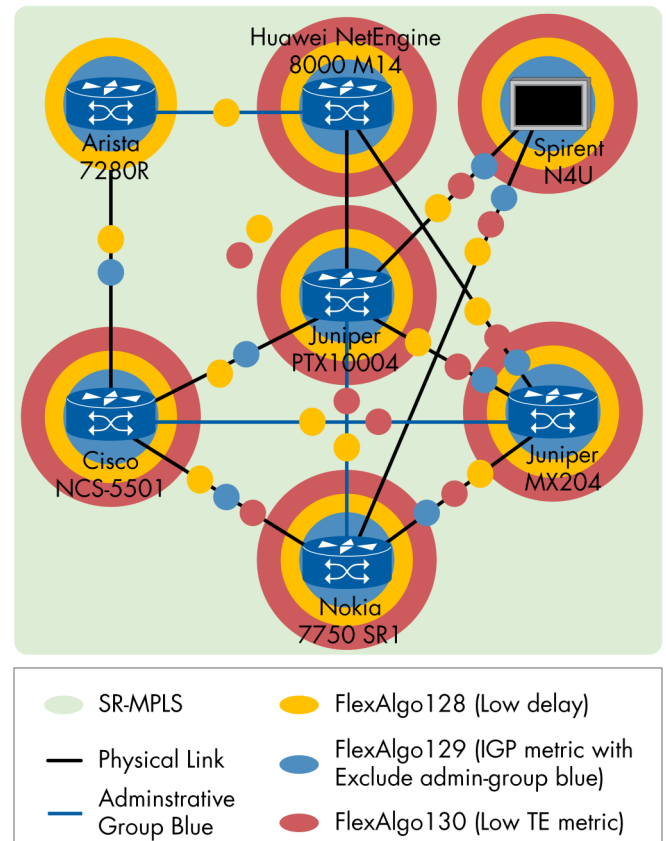 Huawei NetEngine
8000 M14
Arista
7280R
Spirent
N4U
Juniper
PTX10004
Cisco
NCS-5501
Juniper
MX204
Nokia
7750 SR1
SR-MPLS
Physical Link
Adminstrative
Group Blue
FlexAlgo128 (Low delay)
FlexAlgo129 (IGP metric with
Exclude admin-group blue)
FlexAlgo130 (Low TE metric)